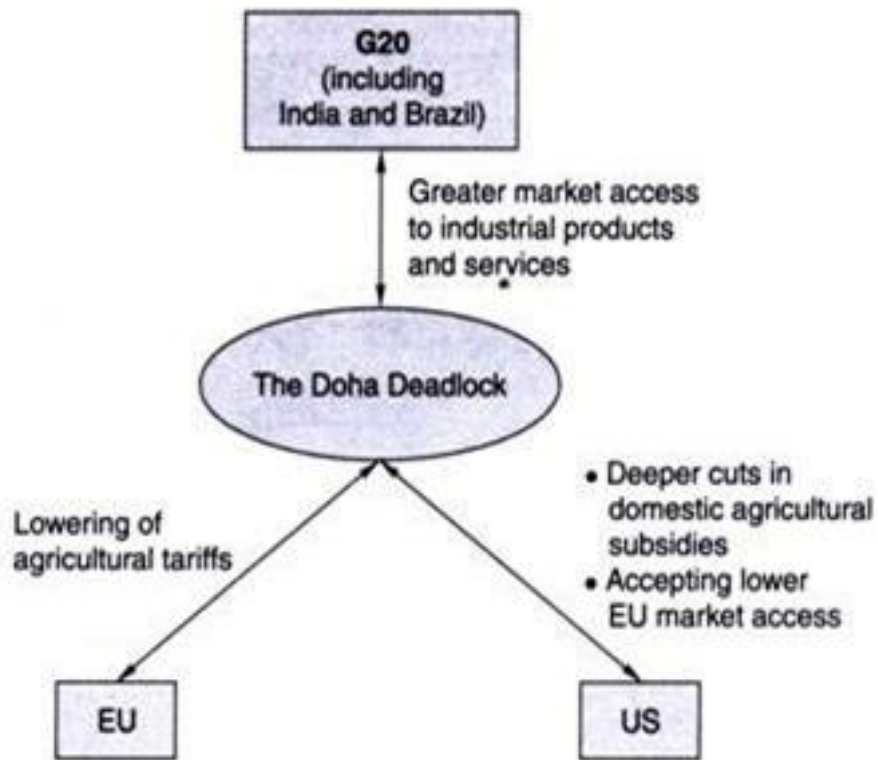 G20
(including
India and Brazil)
Greater market access
to industrial products
and services
The Doha Deadlock
Lowering of
agricultural tariffs
• Deeper cuts in
domestic agricultural
subsidies
• Accepting lower
EU market access
EU
US